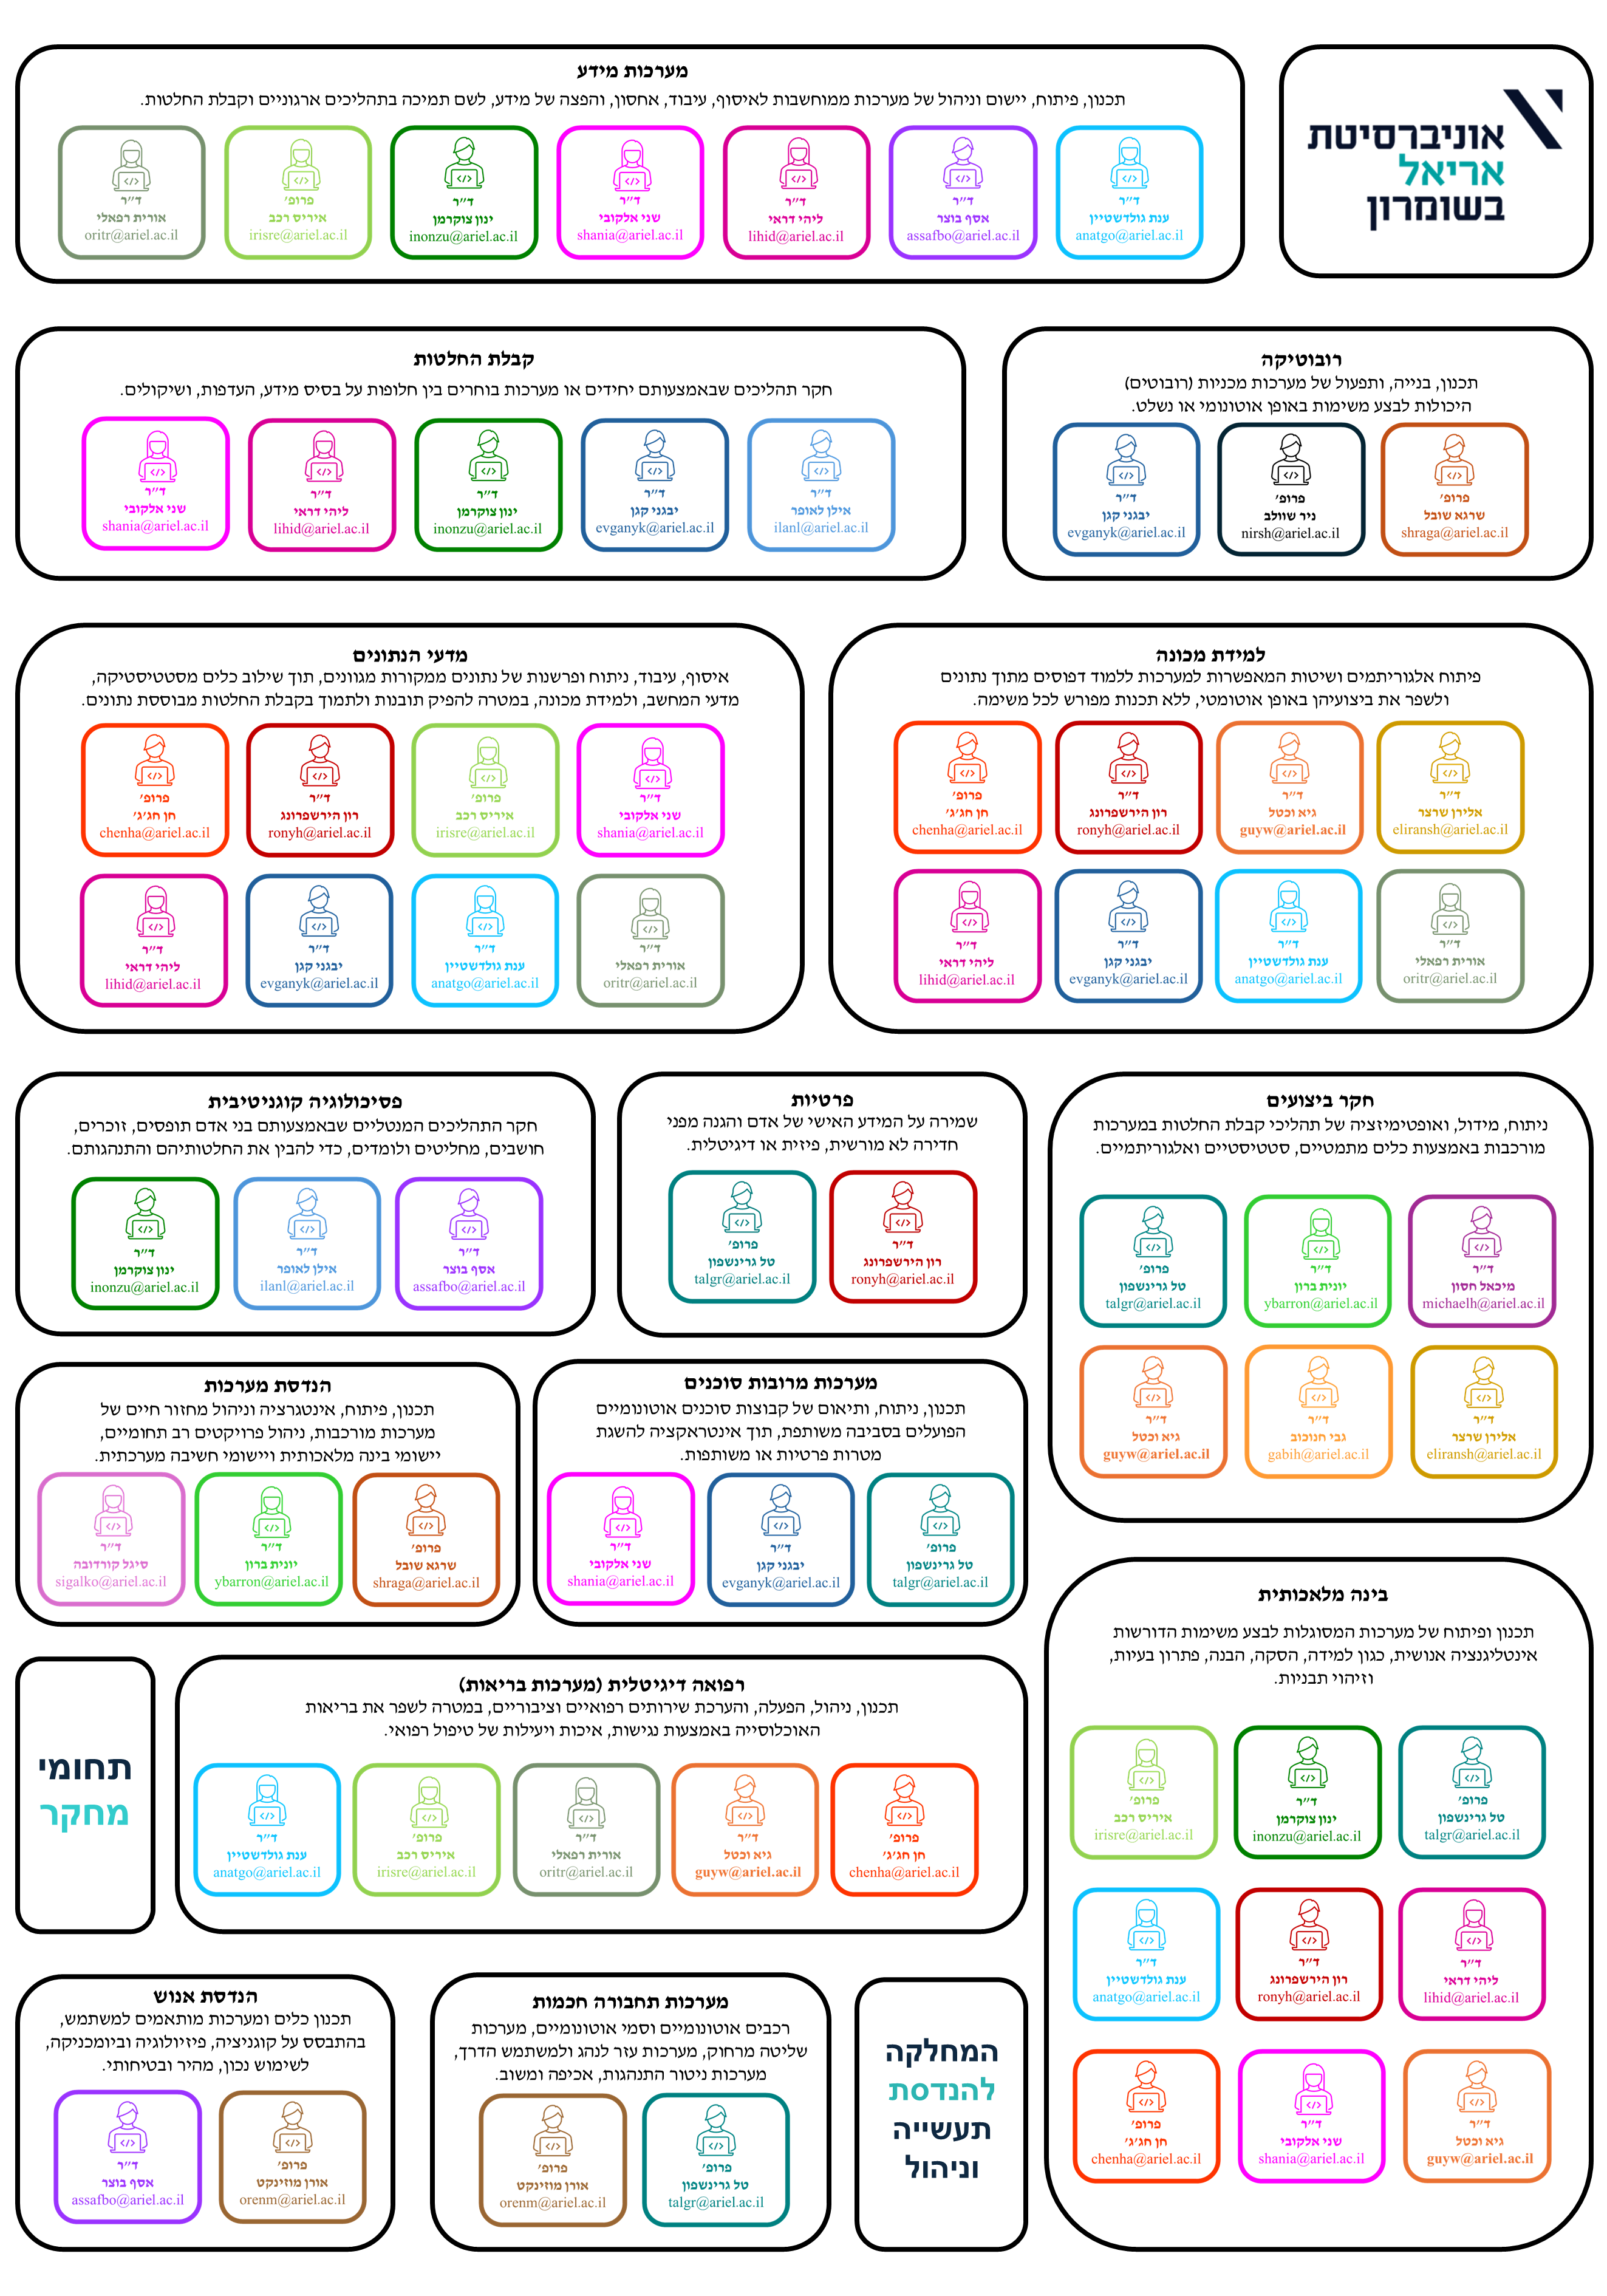 אוניברסיטת
אריאל
בשומרון
מערכות מידע
תכנון, פיתוח, יישום וניהול של מערכות ממוחשבות לאיסוף, עיבוד, אחסון, והפצה של מידע, לשם תמיכה בתהליכים ארגוניים וקבלת החלטות.
ד״ר
ענת גולדשטיין
anatgo@ariel.ac.il
ד״ר
אסף בוצר
assafbo@ariel.ac.il
ד״ר
ליהי דראי
lihid@ariel.ac.il
ד״ר
שני אלקובי
shania@ariel.ac.il
ד״ר
ינון צוקרמן
inonzu@ariel.ac.il
פרופ׳
איריס רכב
irisre@ariel.ac.il
ד״ר
אורית רפאלי
oritr@ariel.ac.il
רובוטיקה
תכנון, בנייה, ותפעול של מערכות מכניות (רובוטים)
היכולות לבצע משימות באופן אוטונומי או נשלט.
פרופ׳
שרגא שובל
shraga@ariel.ac.il
פרופ׳
ניר שוולב
nirsh@ariel.ac.il
ד״ר
יבגני קגן
evganyk@ariel.ac.il
קבלת החלטות
חקר תהליכים שבאמצעותם יחידים או מערכות בוחרים בין חלופות על בסיס מידע, העדפות, ושיקולים.
ד״ר
אילן לאופר
ilanl@ariel.ac.il
ד״ר
יבגני קגן
evganyk@ariel.ac.il
ד״ר
ינון צוקרמן
inonzu@ariel.ac.il
ד״ר
ליהי דראי
lihid@ariel.ac.il
ד״ר
שני אלקובי
shania@ariel.ac.il
למידת מכונה
פיתוח אלגוריתמים ושיטות המאפשרות למערכות ללמוד דפוסים מתוך נתונים
ולשפר את ביצועיהן באופן אוטומטי, ללא תכנות מפורש לכל משימה.
ד״ר
אלירן שרצר
eliransh@ariel.ac.il
ד״ר
גיא וכטל
guyw@ariel.ac.il
ד״ר
רון הירשפרונג
ronyh@ariel.ac.il
פרופ׳
חן חג׳ג׳
chenha@ariel.ac.il
ד״ר
אורית רפאלי
oritr@ariel.ac.il
ד״ר
ענת גולדשטיין
anatgo@ariel.ac.il
ד״ר
יבגני קגן
evganyk@ariel.ac.il
ד״ר
ליהי דראי
lihid@ariel.ac.il
מדעי הנתונים
איסוף, עיבוד, ניתוח ופרשנות של נתונים ממקורות מגוונים, תוך שילוב כלים מסטטיסטיקה,
מדעי המחשב, ולמידת מכונה, במטרה להפיק תובנות ולתמוך בקבלת החלטות מבוססת נתונים.
ד״ר
שני אלקובי
shania@ariel.ac.il
פרופ׳
איריס רכב
irisre@ariel.ac.il
ד״ר
רון הירשפרונג
ronyh@ariel.ac.il
פרופ׳
חן חג׳ג׳
chenha@ariel.ac.il
ד״ר
אורית רפאלי
oritr@ariel.ac.il
ד״ר
ענת גולדשטיין
anatgo@ariel.ac.il
ד״ר
יבגני קגן
evganyk@ariel.ac.il
ד״ר
ליהי דראי
lihid@ariel.ac.il
חקר ביצועים
ניתוח, מידול, ואופטימיזציה של תהליכי קבלת החלטות במערכות
מורכבות באמצעות כלים מתמטיים, סטטיסטיים ואלגוריתמיים.
ד״ר
מיכאל חסון
michaelh@ariel.ac.il
ד״ר
יונית ברון
ybarron@ariel.ac.il
פרופ׳
טל גרינשפון
talgr@ariel.ac.il
ד״ר
אלירן שרצר
eliransh@ariel.ac.il
ד״ר
גבי חנוכוב
gabih@ariel.ac.il
ד״ר
גיא וכטל
guyw@ariel.ac.il
פרטיות
שמירה על המידע האישי של אדם והגנה מפני
חדירה לא מורשית, פיזית או דיגיטלית.
ד״ר
רון הירשפרונג
ronyh@ariel.ac.il
פרופ׳
טל גרינשפון
talgr@ariel.ac.il
פסיכולוגיה קוגניטיבית
חקר התהליכים המנטליים שבאמצעותם בני אדם תופסים, זוכרים,
חושבים, מחליטים ולומדים, כדי להבין את החלטותיהם והתנהגותם.
ד״ר
אסף בוצר
assafbo@ariel.ac.il
ד״ר
אילן לאופר
ilanl@ariel.ac.il
ד״ר
ינון צוקרמן
inonzu@ariel.ac.il
מערכות מרובות סוכנים
תכנון, ניתוח, ותיאום של קבוצות סוכנים אוטונומיים
הפועלים בסביבה משותפת, תוך אינטראקציה להשגת
מטרות פרטיות או משותפות.
פרופ׳
טל גרינשפון
talgr@ariel.ac.il
ד״ר
יבגני קגן
evganyk@ariel.ac.il
ד״ר
שני אלקובי
shania@ariel.ac.il
הנדסת מערכות
תכנון, פיתוח, אינטגרציה וניהול מחזור חיים של
מערכות מורכבות, ניהול פרויקטים רב תחומיים,
יישומי בינה מלאכותית ויישומי חשיבה מערכתית.
פרופ׳
שרגא שובל
shraga@ariel.ac.il
ד״ר
יונית ברון
ybarron@ariel.ac.il
ד״ר
סיגל קורדובה
sigalko@ariel.ac.il
בינה מלאכותית
תכנון ופיתוח של מערכות המסוגלות לבצע משימות הדורשות
אינטליגנציה אנושית, כגון למידה, הסקה, הבנה, פתרון בעיות,
וזיהוי תבניות.
פרופ׳
טל גרינשפון
talgr@ariel.ac.il
ד״ר
ינון צוקרמן
inonzu@ariel.ac.il
פרופ׳
איריס רכב
irisre@ariel.ac.il
ד״ר
ליהי דראי
lihid@ariel.ac.il
ד״ר
רון הירשפרונג
ronyh@ariel.ac.il
ד״ר
ענת גולדשטיין
anatgo@ariel.ac.il
ד״ר
גיא וכטל
guyw@ariel.ac.il
ד״ר
שני אלקובי
shania@ariel.ac.il
פרופ׳
חן חג׳ג׳
chenha@ariel.ac.il
רפואה דיגיטלית (מערכות בריאות)
תכנון, ניהול, הפעלה, והערכת שירותים רפואיים וציבוריים, במטרה לשפר את בריאות
האוכלוסייה באמצעות נגישות, איכות ויעילות של טיפול רפואי.
פרופ׳
חן חג׳ג׳
chenha@ariel.ac.il
ד״ר
גיא וכטל
guyw@ariel.ac.il
ד״ר
אורית רפאלי
oritr@ariel.ac.il
פרופ׳
איריס רכב
irisre@ariel.ac.il
ד״ר
ענת גולדשטיין
anatgo@ariel.ac.il
תחומי
מחקר
המחלקה
להנדסת
תעשייה
וניהול
מערכות תחבורה חכמות
רכבים אוטונומיים וסמי אוטונומיים, מערכות
שליטה מרחוק, מערכות עזר לנהג ולמשתמש הדרך,
מערכות ניטור התנהגות, אכיפה ומשוב.
פרופ׳
טל גרינשפון
talgr@ariel.ac.il
פרופ׳
אורן מוזינקט
orenm@ariel.ac.il
הנדסת אנוש
תכנון כלים ומערכות מותאמים למשתמש,
בהתבסס על קוגניציה, פיזיולוגיה וביומכניקה,
לשימוש נכון, מהיר ובטיחותי.
פרופ׳
אורן מוזינקט
orenm@ariel.ac.il
ד״ר
אסף בוצר
assafbo@ariel.ac.il